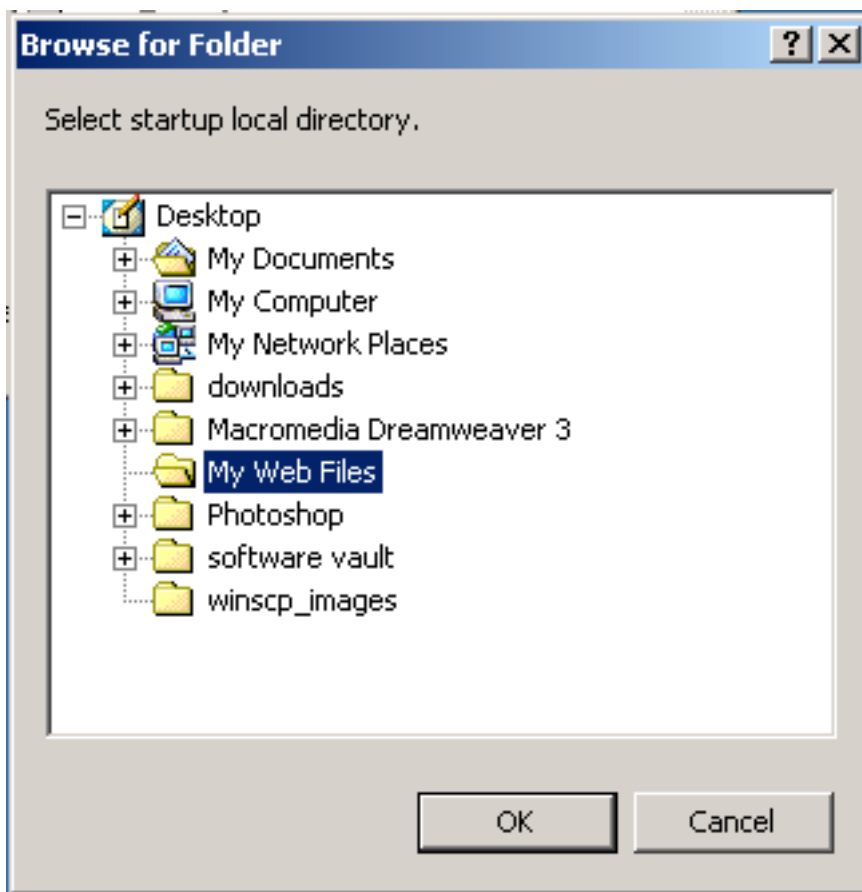 Browse for Folder
Select startup local directory.
Desktop
My Documents
My Computer
My Network Places
downloads
Macromedia Dreamweaver 3
My Web Files
Photoshop
software vault
winscp_images
OK Cancel